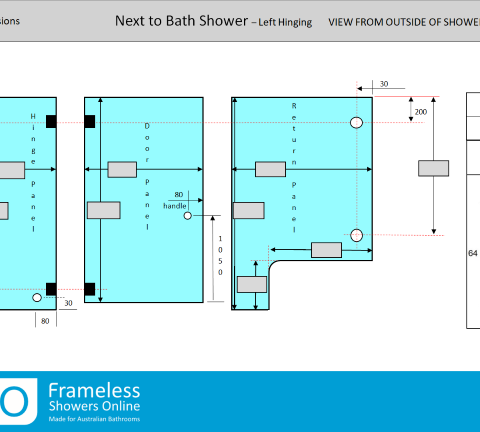 sions
Next to Bath Shower – Left Hinging
VIEW FROM OUTSIDE OF SHOWE
30
200
Hinge Panel
Door Panel
Return Panel
80
handle
1050
64
30
80
O
Frameless
Showers Online
Made for Australian Bathrooms